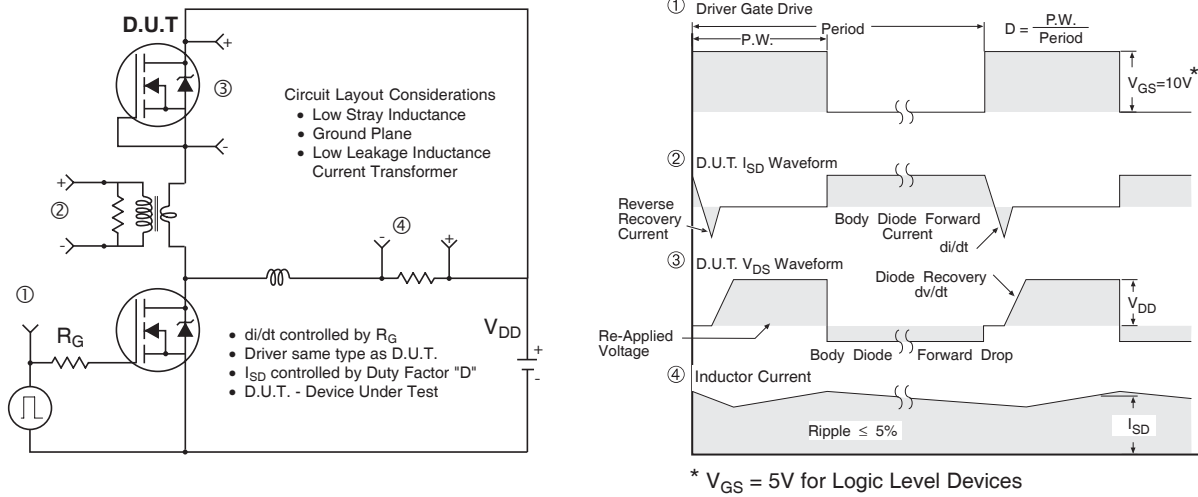 D.U.T
+
③
-
Circuit Layout Considerations
• Low Stray Inductance
• Ground Plane
• Low Leakage Inductance
Current Transformer
+
②
-
④
-
+
①
R_G
V_DD
+
-
• di/dt controlled by R_G
• Driver same type as D.U.T.
• I_SD controlled by Duty Factor "D"
• D.U.T. - Device Under Test
① Driver Gate Drive
P.W.
Period
D = P.W.
Period
V_GS=10V*
② D.U.T. I_SD Waveform
Reverse
Recovery
Current
Body Diode Forward
Current
di/dt
③ D.U.T. V_DS Waveform
Diode Recovery
dv/dt
V_DD
Re-Applied
Voltage
Body Diode Forward Drop
④ Inductor Current
Ripple ≤ 5%
I_SD
* V_GS = 5V for Logic Level Devices